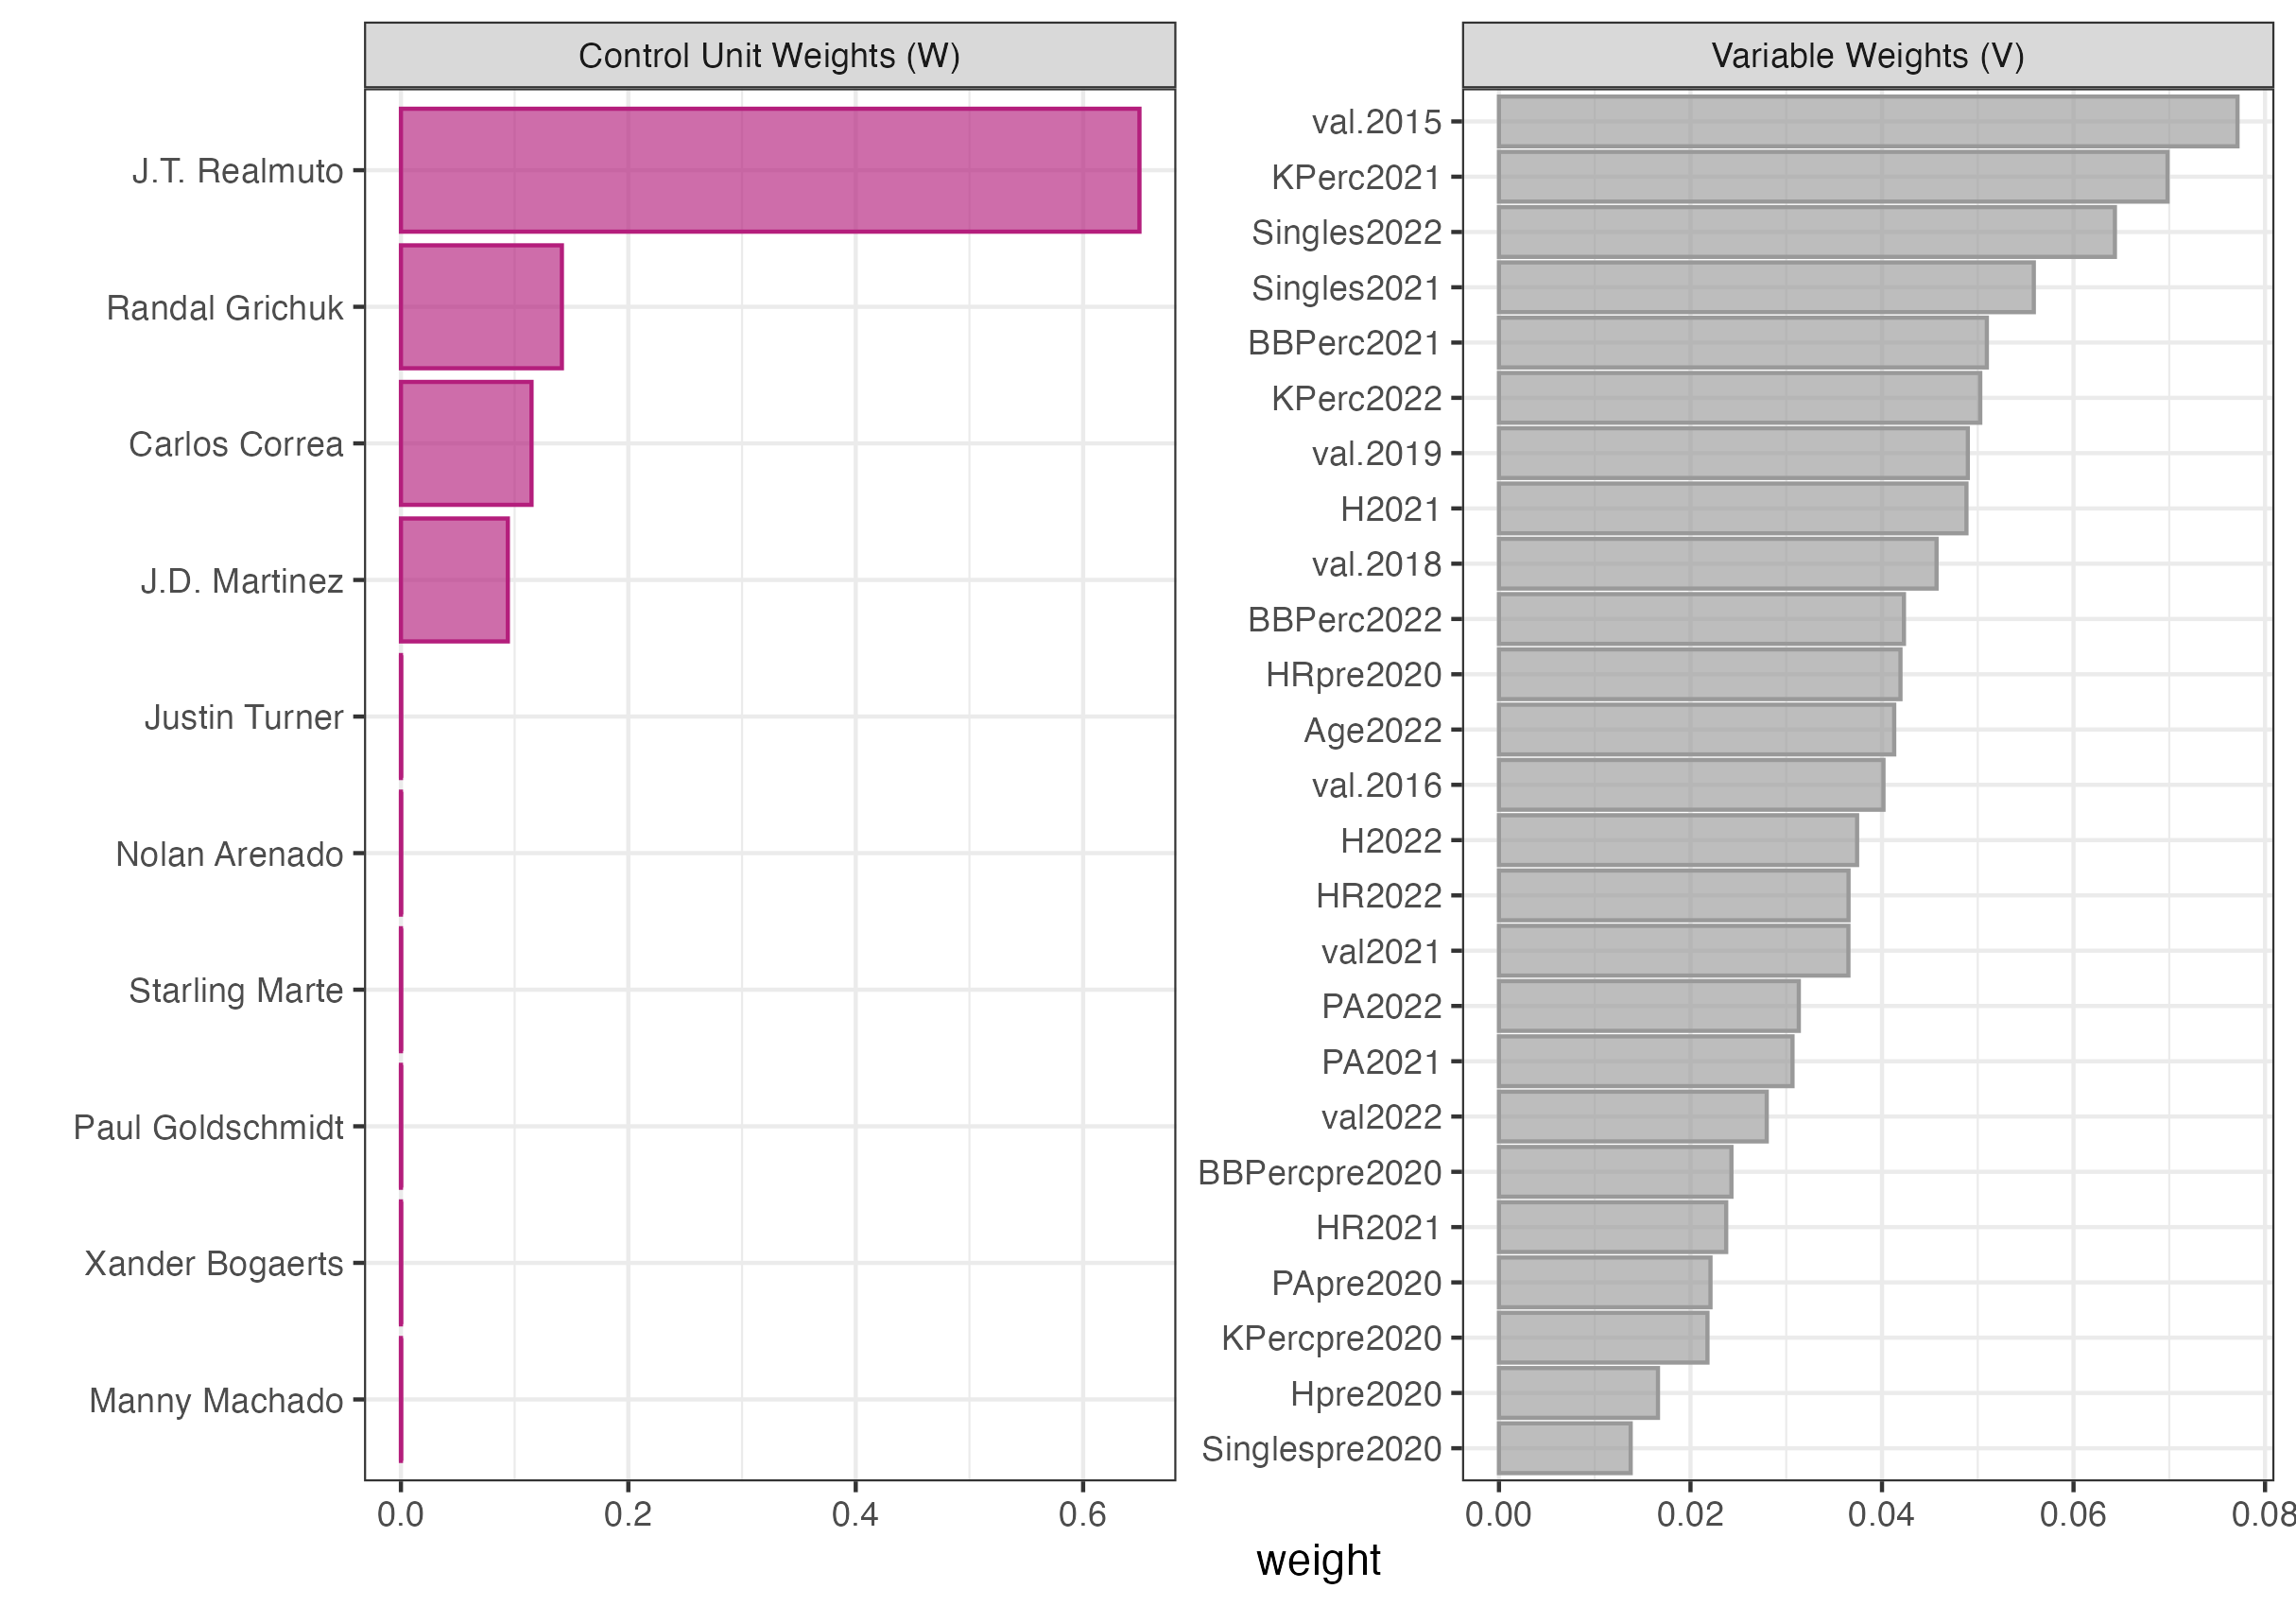 Control Unit Weights (W)
J.T. Realmuto
Randal Grichuk
Carlos Correa
J.D. Martinez
Justin Turner
Nolan Arenado
Starling Marte
Paul Goldschmidt
Xander Bogaerts
Manny Machado
0.0 0.2 0.4 0.6
Variable Weights (V)
val.2015
KPerc2021
Singles2022
Singles2021
BBPerc2021
KPerc2022
val.2019
H2021
val.2018
BBPerc2022
HRpre2020
Age2022
val.2016
H2022
HR2022
val2021
PA2022
PA2021
val2022
BBPercpre2020
HR2021
PApre2020
KPercpre2020
Hpre2020
Singlespre2020
0.00 0.02 0.04 0.06 0.08
weight